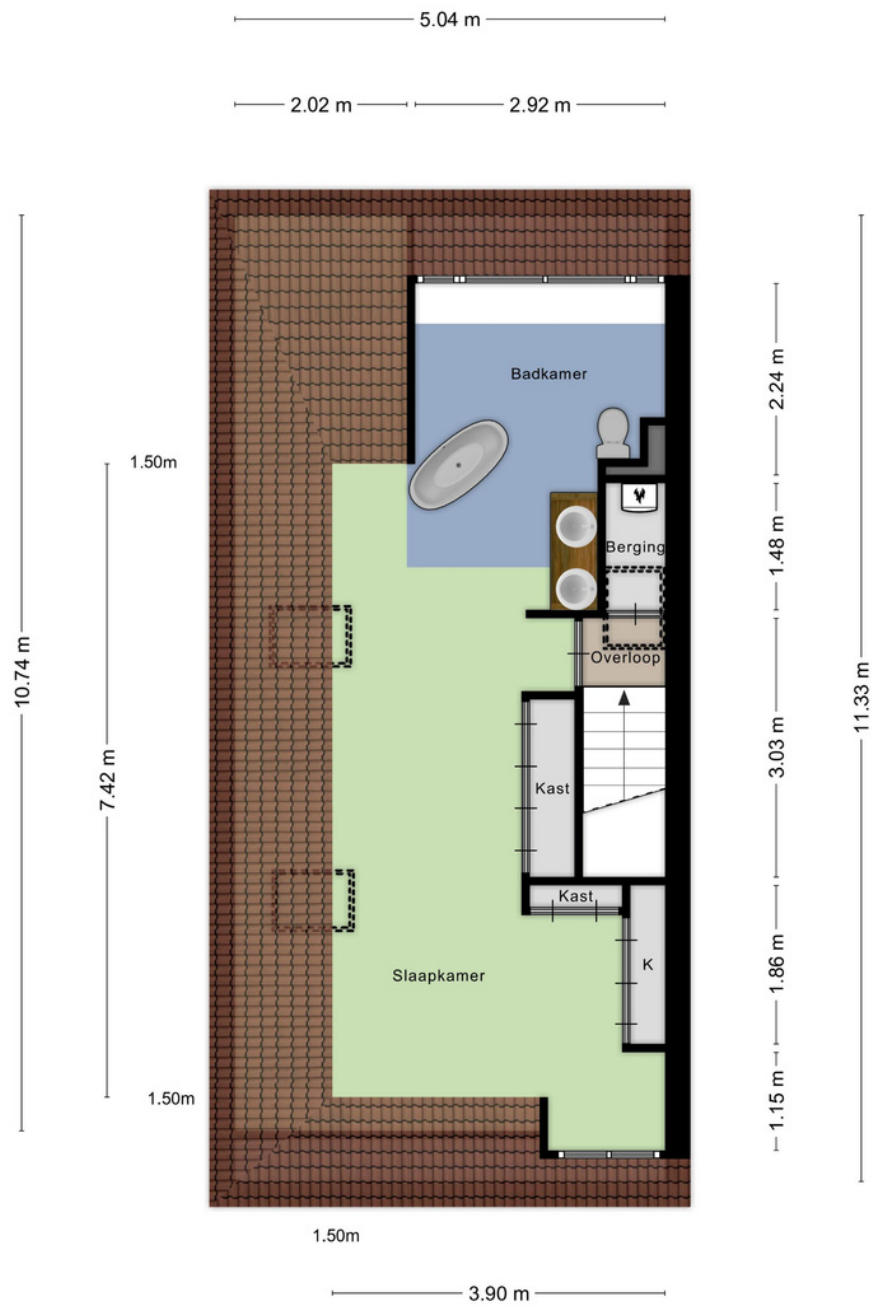 5.04 m
2.02 m
2.92 m
Badkamer
2.24 m
1.50m
1.48 m
Berging
Overloop
10.74 m
11.33 m
3.03 m
7.42 m
Kast
Kast
K
1.86 m
Slaapkamer
1.15 m
1.50m
1.50m
3.90 m